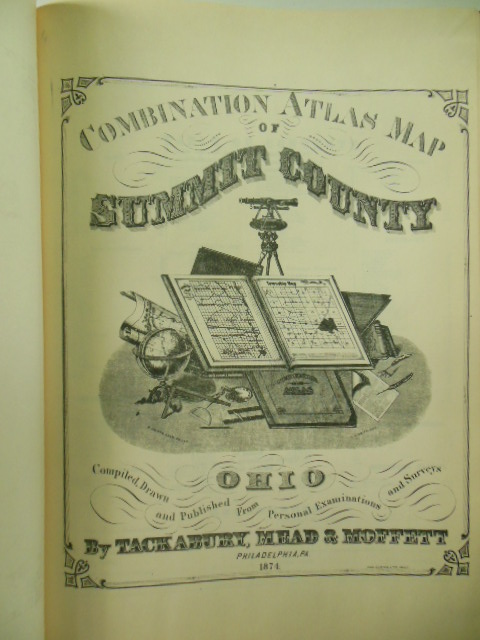 COMBINATION ATLAS MAP
OF
SUMMIT COUNTY
OHIO
Compiled, Drawn and Published From Personal Examinations and Surveys
By TACKABURY, MEAD & MOFFETT
PHILADELPHIA, PA
1874